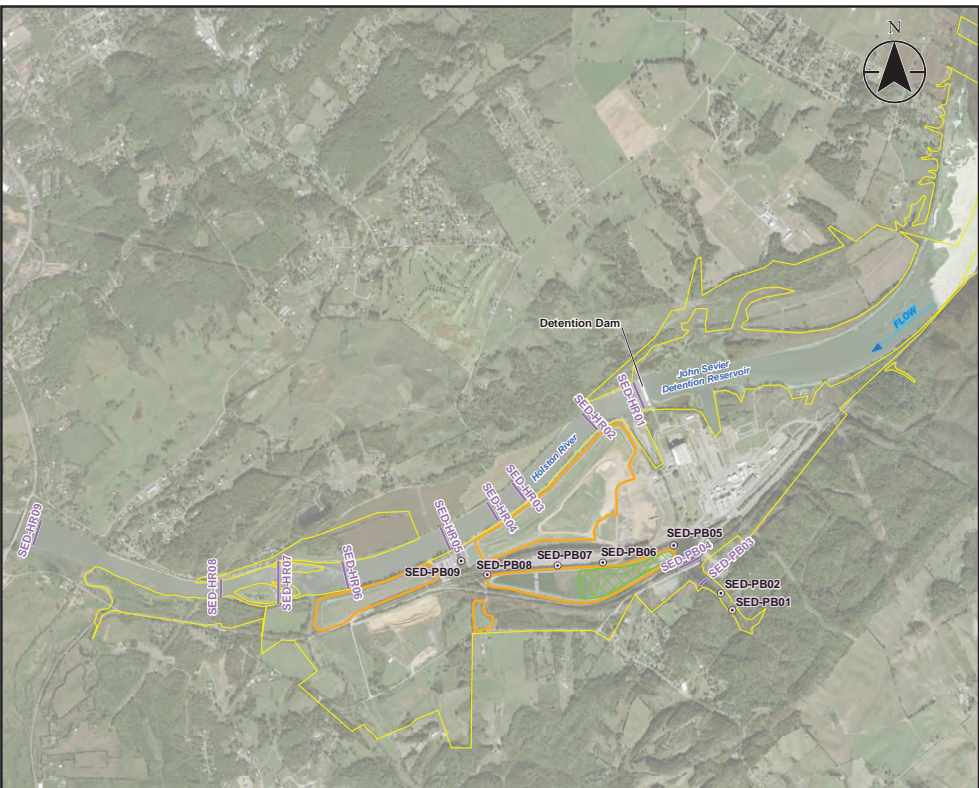 N
FLOW
Detention Dam
John Sevier
Detention Reservoir
SED-HR01
SED-HR02
Holston River
SED-HR03
SED-HR04
SED-HR05
SED-HR09
SED-PB05
SED-PB04
SED-PB03
SED-PB06
SED-PB07
SED-PB08
SED-PB09
SED-HR06
SED-HR07
SED-HR08
SED-PB02
SED-PB01